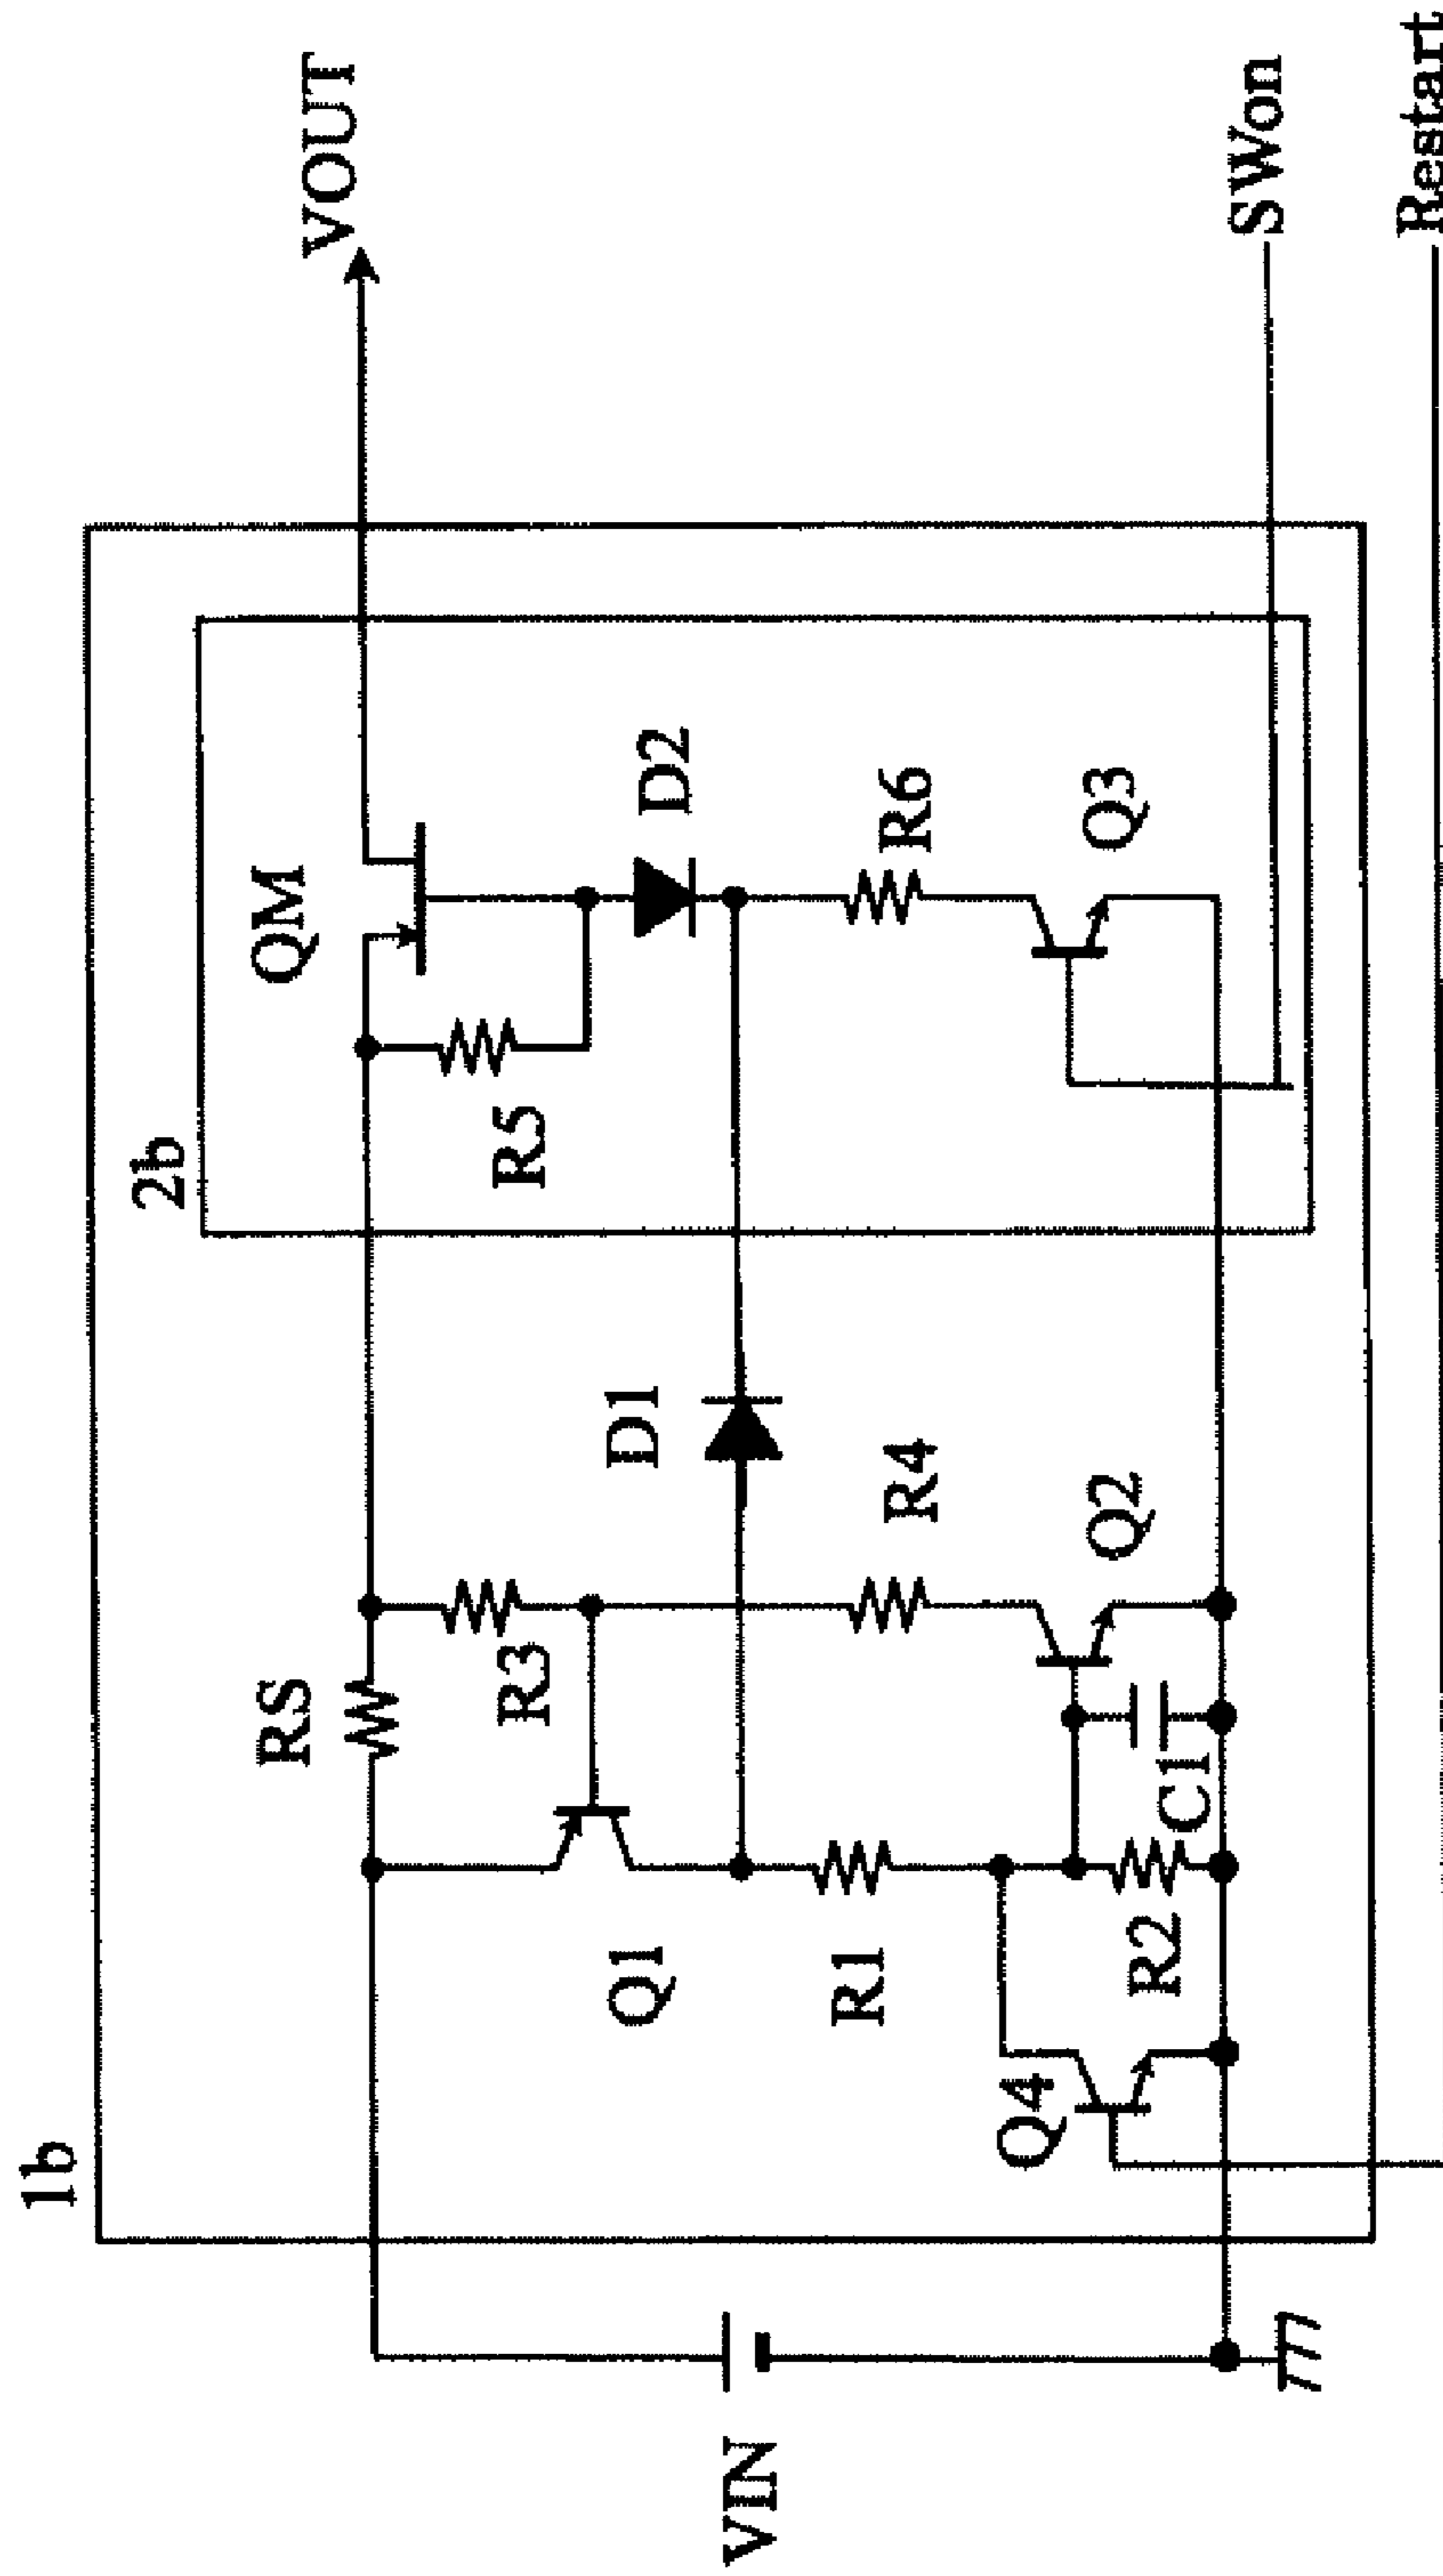 1b
2b
RS
QM
VOUT
R3
R5
D1
D2
Q1
R1
R4
R6
VIN
Q4
R2
C1
Q2
Q3
SWon
Restart